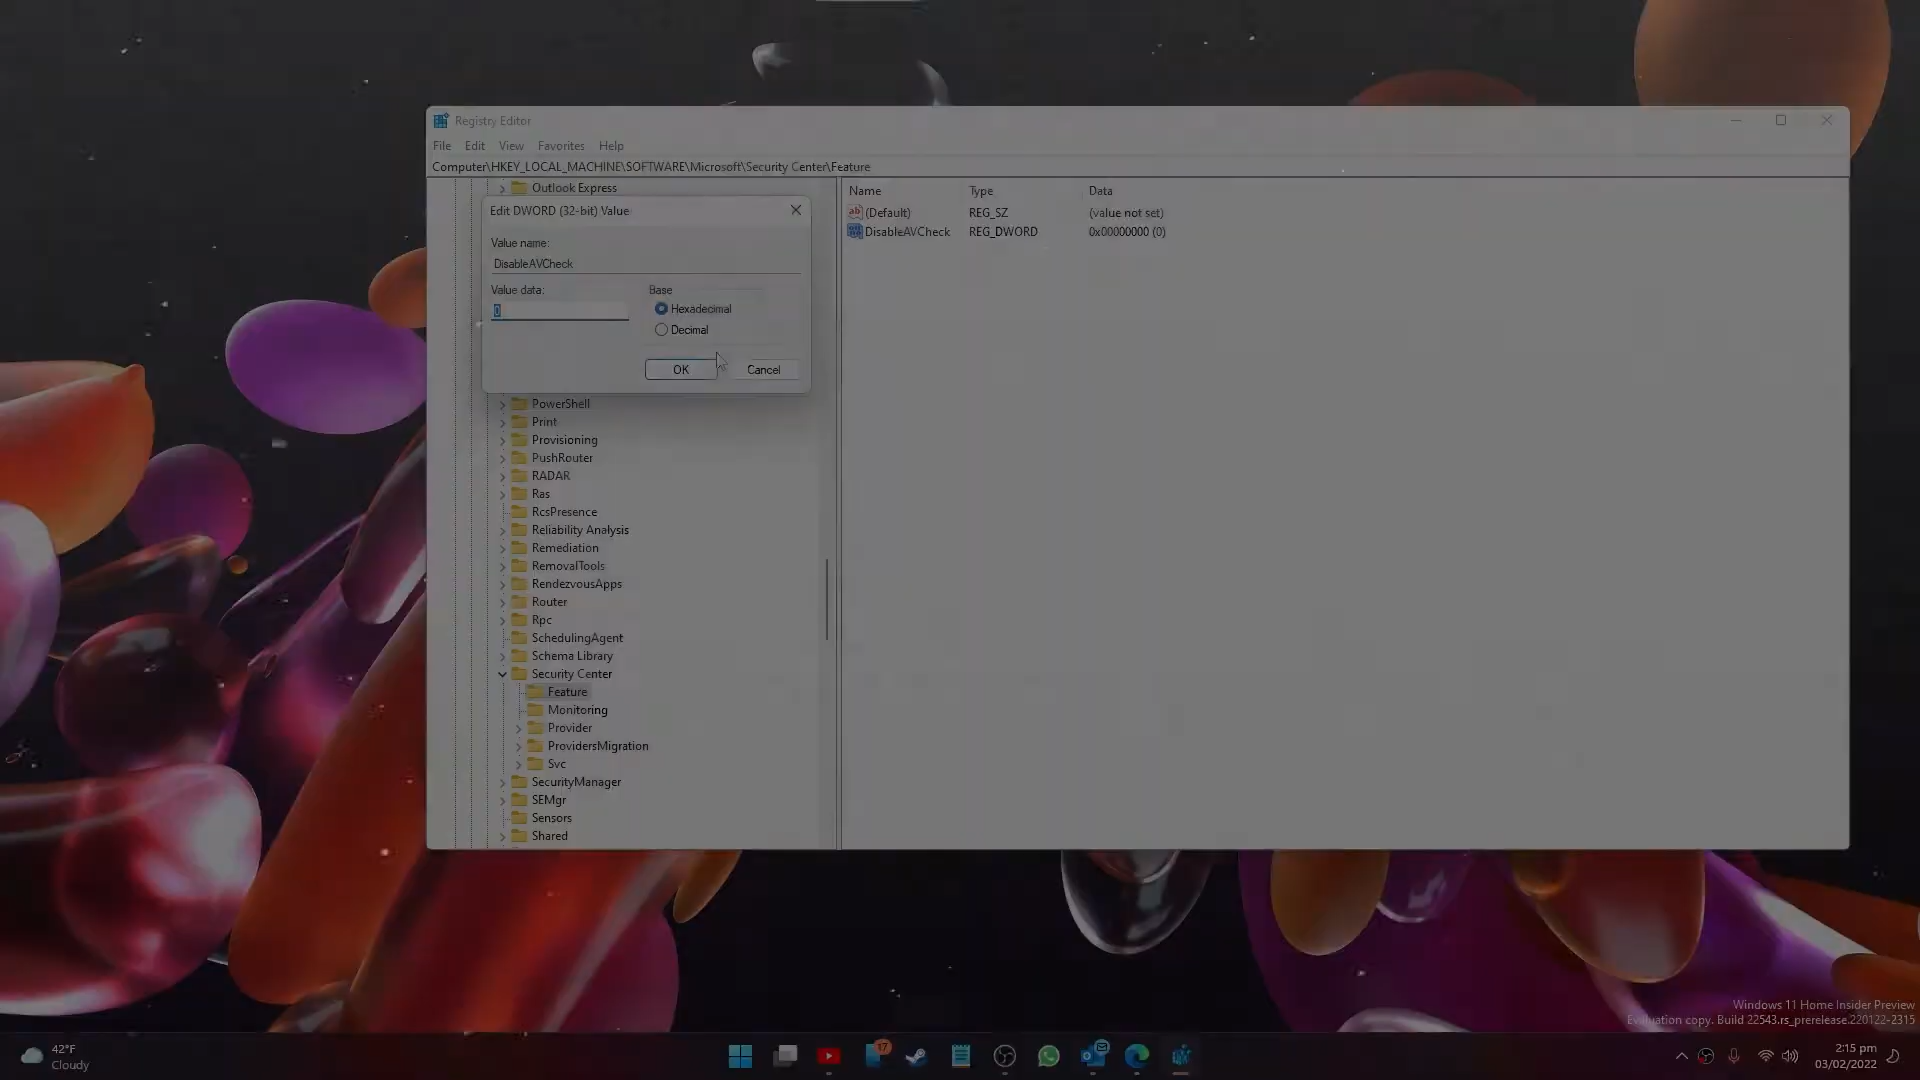 Registry Editor
File Edit View Favorites Help
Computer\HKEY_LOCAL_MACHINE\SOFTWARE\Microsoft\Security Center\Feature
Outlook Express
Edit DWORD (32-bit) Value
Value name:
DisableAVCheck
Value data:
0
Base
Hexadecimal
Decimal
OK
Cancel
PowerShell
Print
Provisioning
PushRouter
RADAR
Ras
RcsPresence
Reliability Analysis
Remediation
RemovalTools
RendezvousApps
Router
Rpc
SchedulingAgent
Schema Library
Security Center
Feature
Monitoring
Provider
ProvidersMigration
Svc
SecurityManager
SEMgr
Sensors
Shared
Name Type Data
ab (Default) REG_SZ (value not set)
DisableAVCheck REG_DWORD 0x00000000 (0)
Windows 11 Home Insider Preview
Evaluation copy. Build 22543.rs_prerelease.220122-2315
42°F
Cloudy
17
2:15 pm
03/02/2022